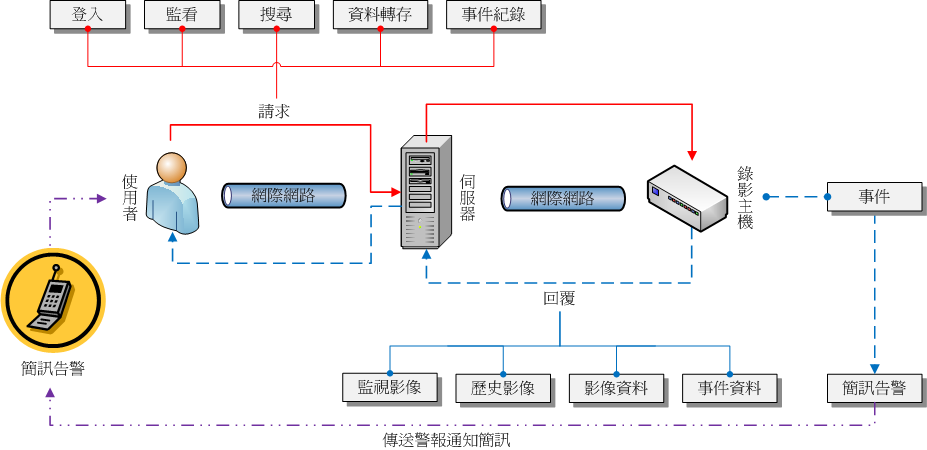 登入
監看
搜尋
資料轉存
事件紀錄
請求
使用者
網際網路
伺服器
網際網路
錄影主機
事件
回覆
簡訊告警
監視影像
歷史影像
影像資料
事件資料
簡訊告警
傳送警報通知簡訊